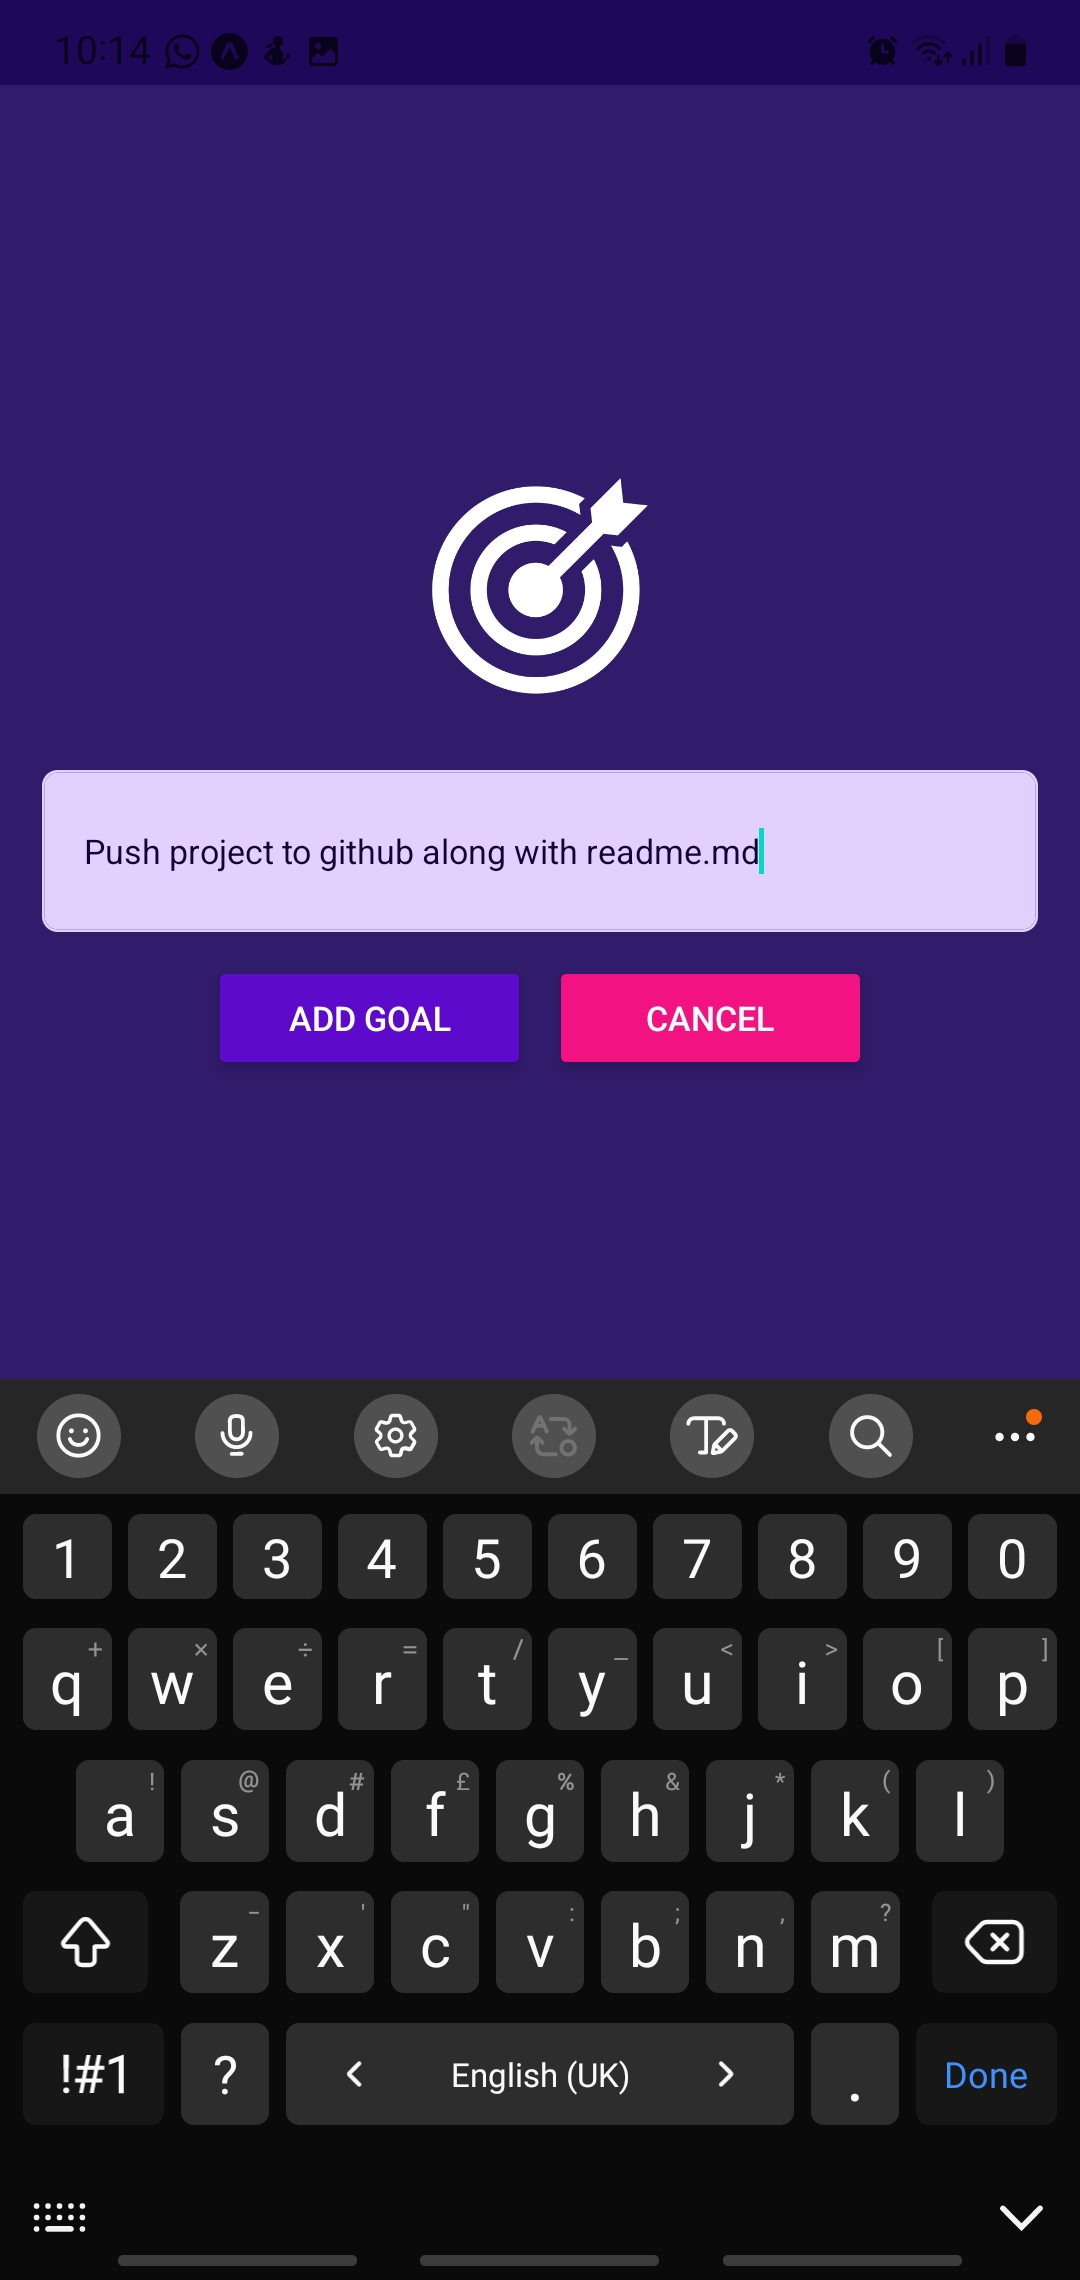 10:14
Push project to github along with readme.md
ADD GOAL
CANCEL
1 2 3 4 5 6 7 8 9 0
+ × ÷ = / _ < > [ ]
q w e r t y u i o p
! @ # £ % & * ( )
a s d f g h j k l
- ' " : ; , ?
z x c v b n m
!#1 ? < English (UK) > . Done